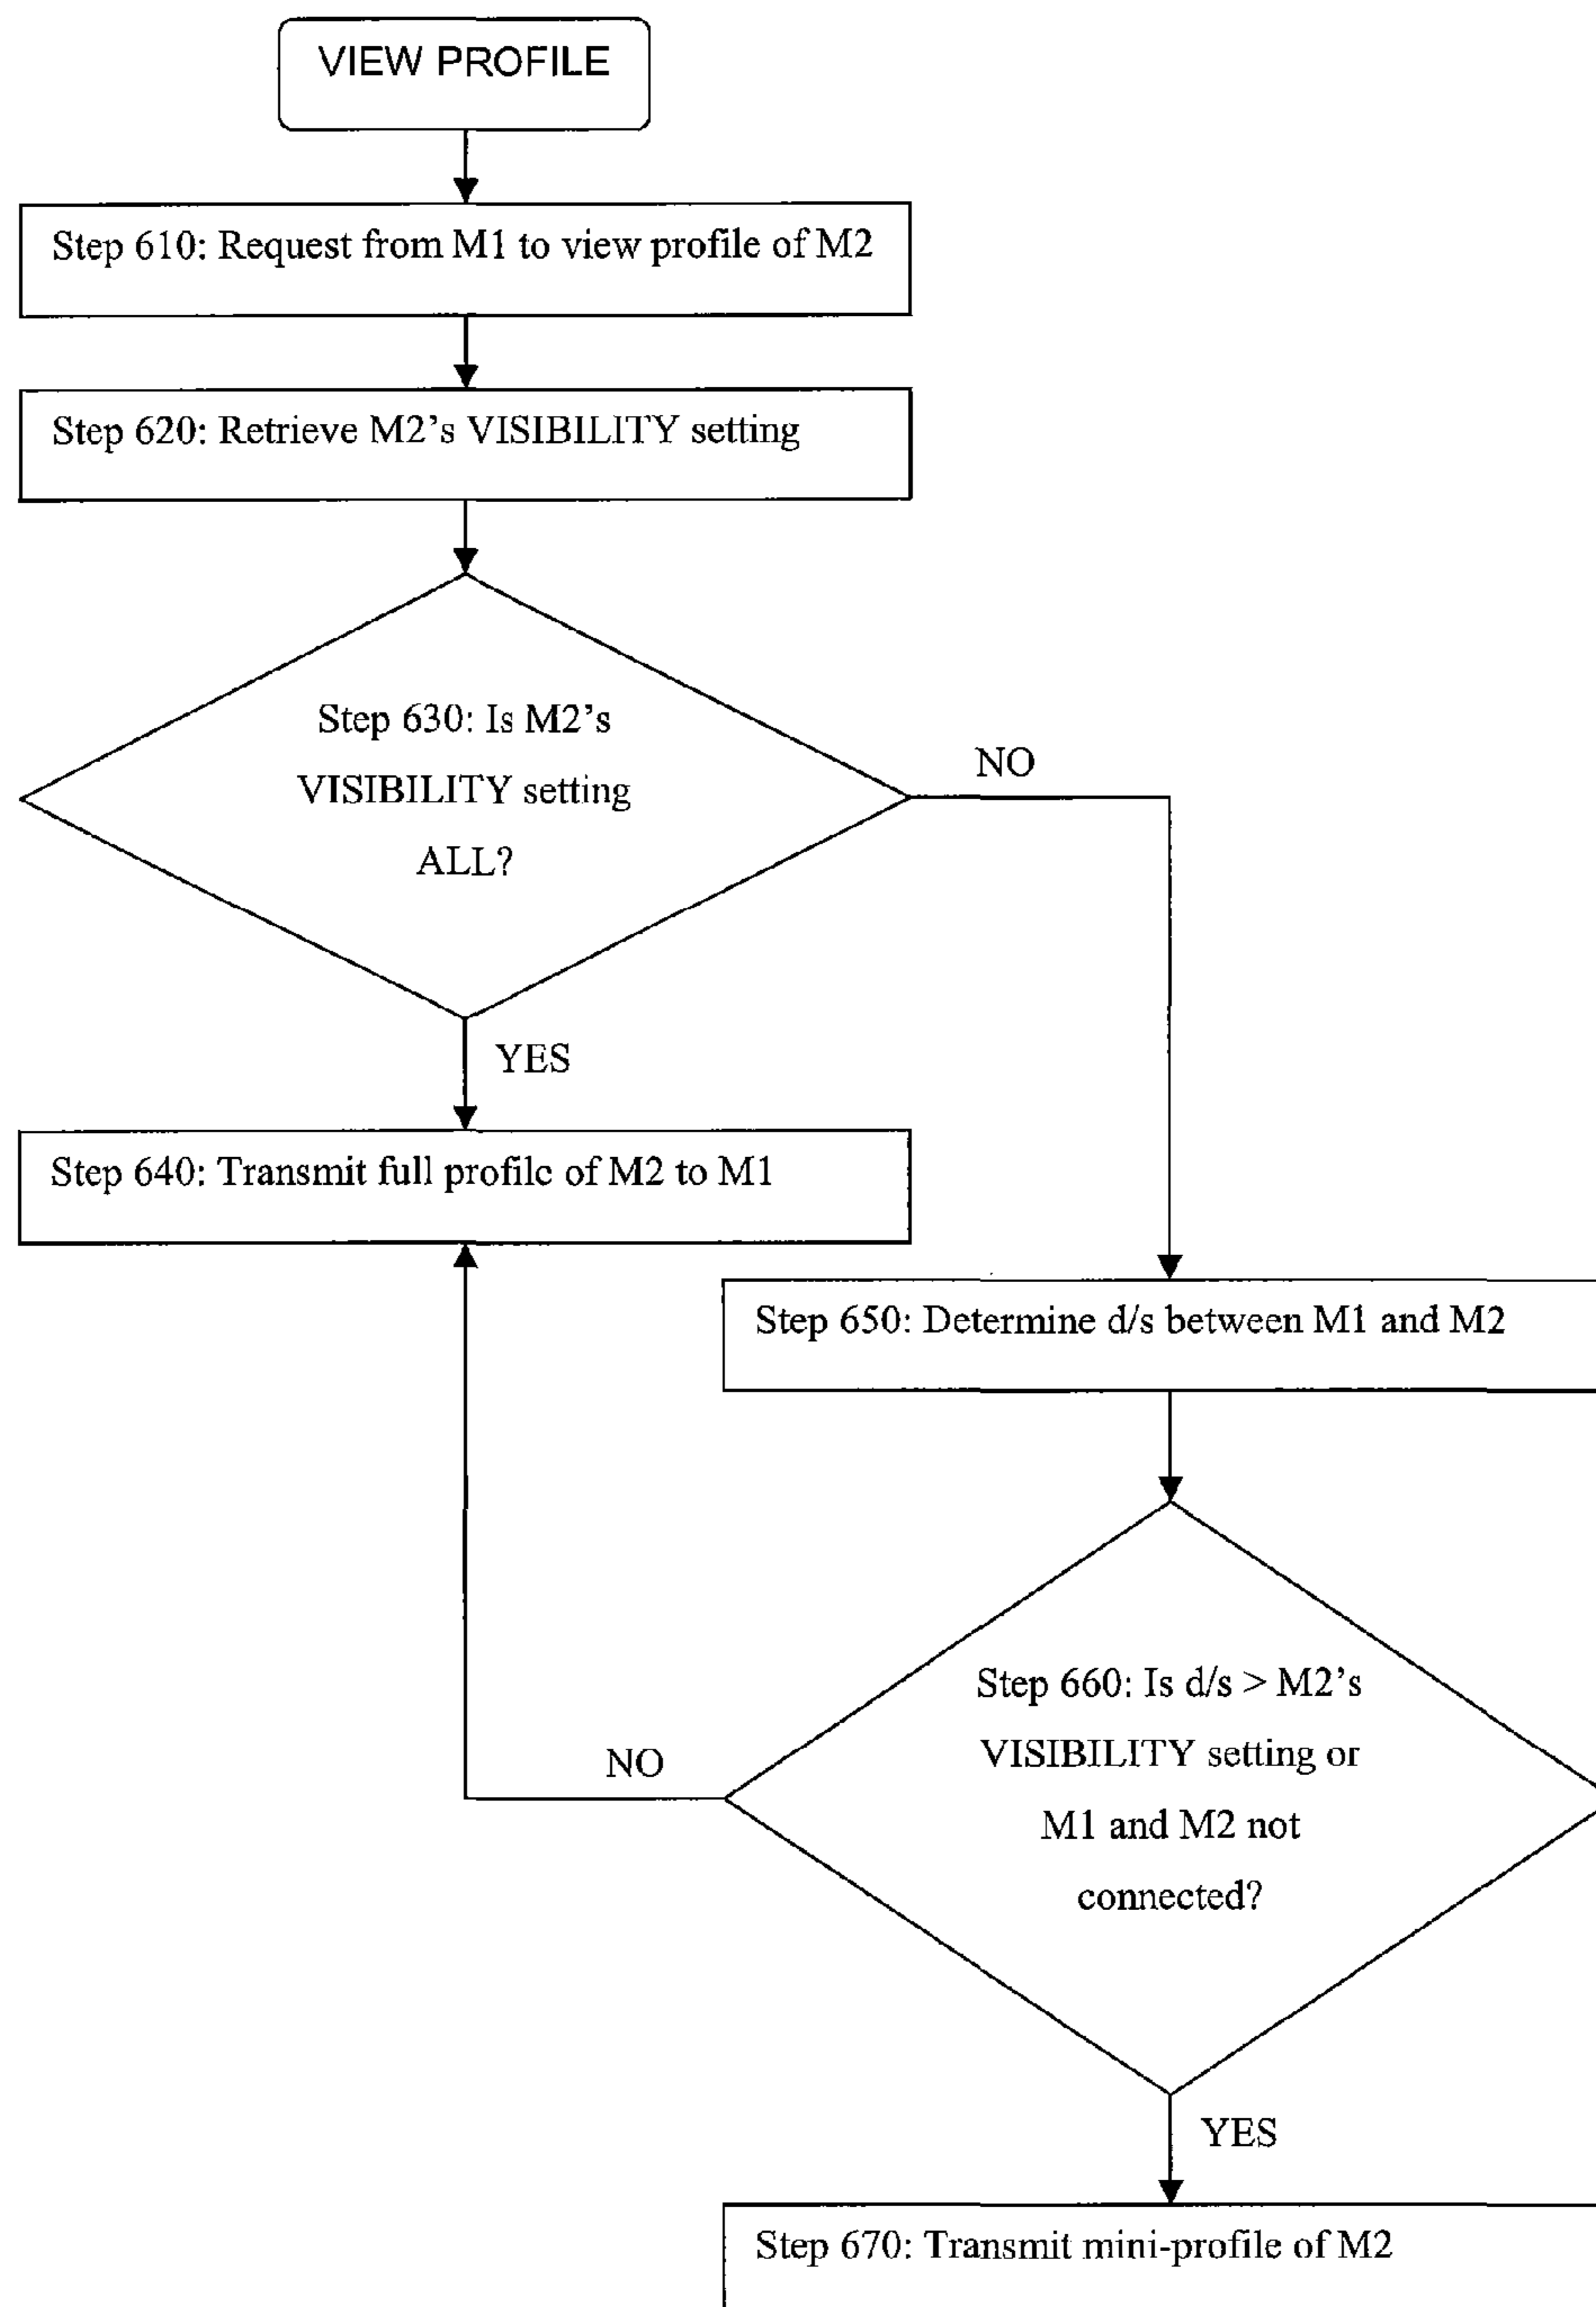 VIEW PROFILE
Step 610: Request from M1 to view profile of M2
Step 620: Retrieve M2's VISIBILITY setting
Step 630: Is M2's
VISIBILITY setting
ALL?
NO
YES
Step 640: Transmit full profile of M2 to M1
Step 650: Determine d/s between M1 and M2
Step 660: Is d/s > M2's
VISIBILITY setting or
M1 and M2 not
connected?
NO
YES
Step 670: Transmit mini-profile of M2